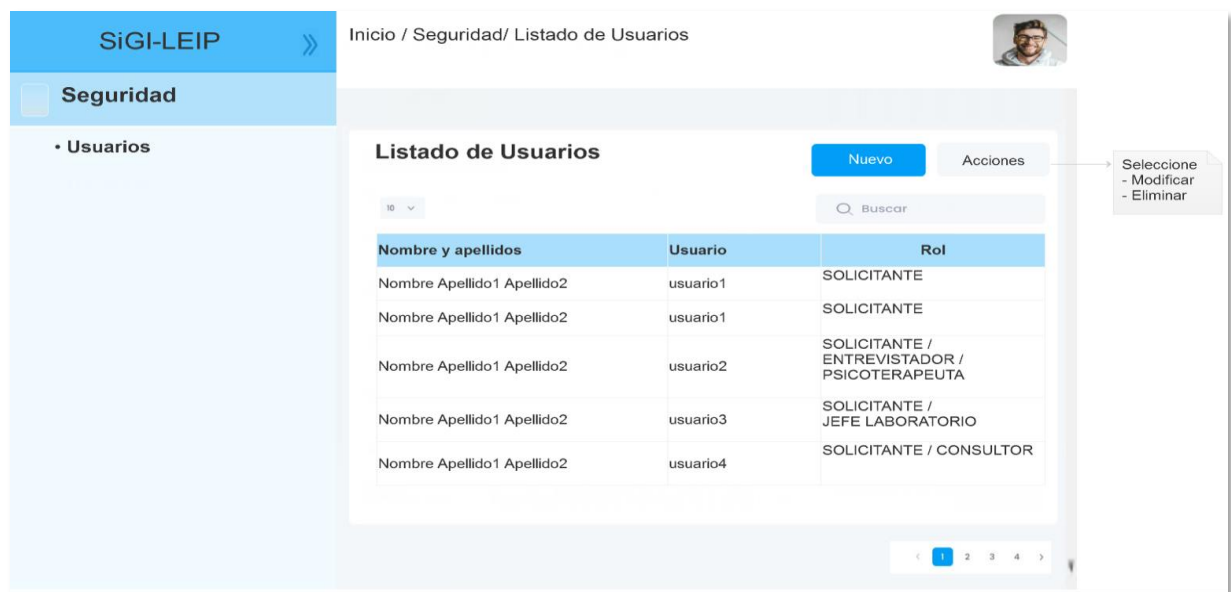 SiGI-LEIP
Inicio / Seguridad/ Listado de Usuarios
Seguridad
• Usuarios
Listado de Usuarios
Nuevo
Acciones
Seleccione
- Modificar
- Eliminar
10
Buscar
Nombre y apellidos Usuario Rol
Nombre Apellido1 Apellido2 usuario1 SOLICITANTE
Nombre Apellido1 Apellido2 usuario1 SOLICITANTE
Nombre Apellido1 Apellido2 usuario2 SOLICITANTE /
ENTREVISTADOR /
PSICOTERAPEUTA
Nombre Apellido1 Apellido2 usuario3 SOLICITANTE /
JEFE LABORATORIO
Nombre Apellido1 Apellido2 usuario4 SOLICITANTE / CONSULTOR
1 2 3 4